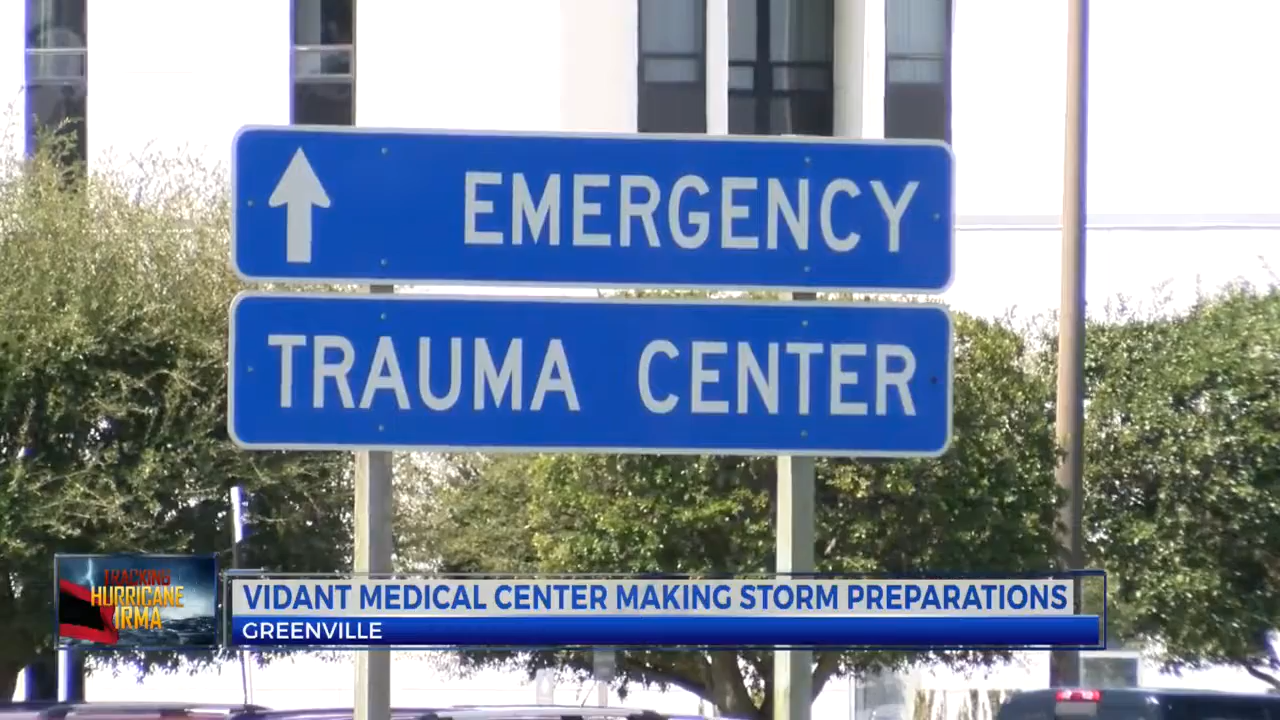 EMERGENCY
TRAUMA CENTER
TRACKING
HURRICANE
IRMA
VIDANT MEDICAL CENTER MAKING STORM PREPARATIONS
GREENVILLE